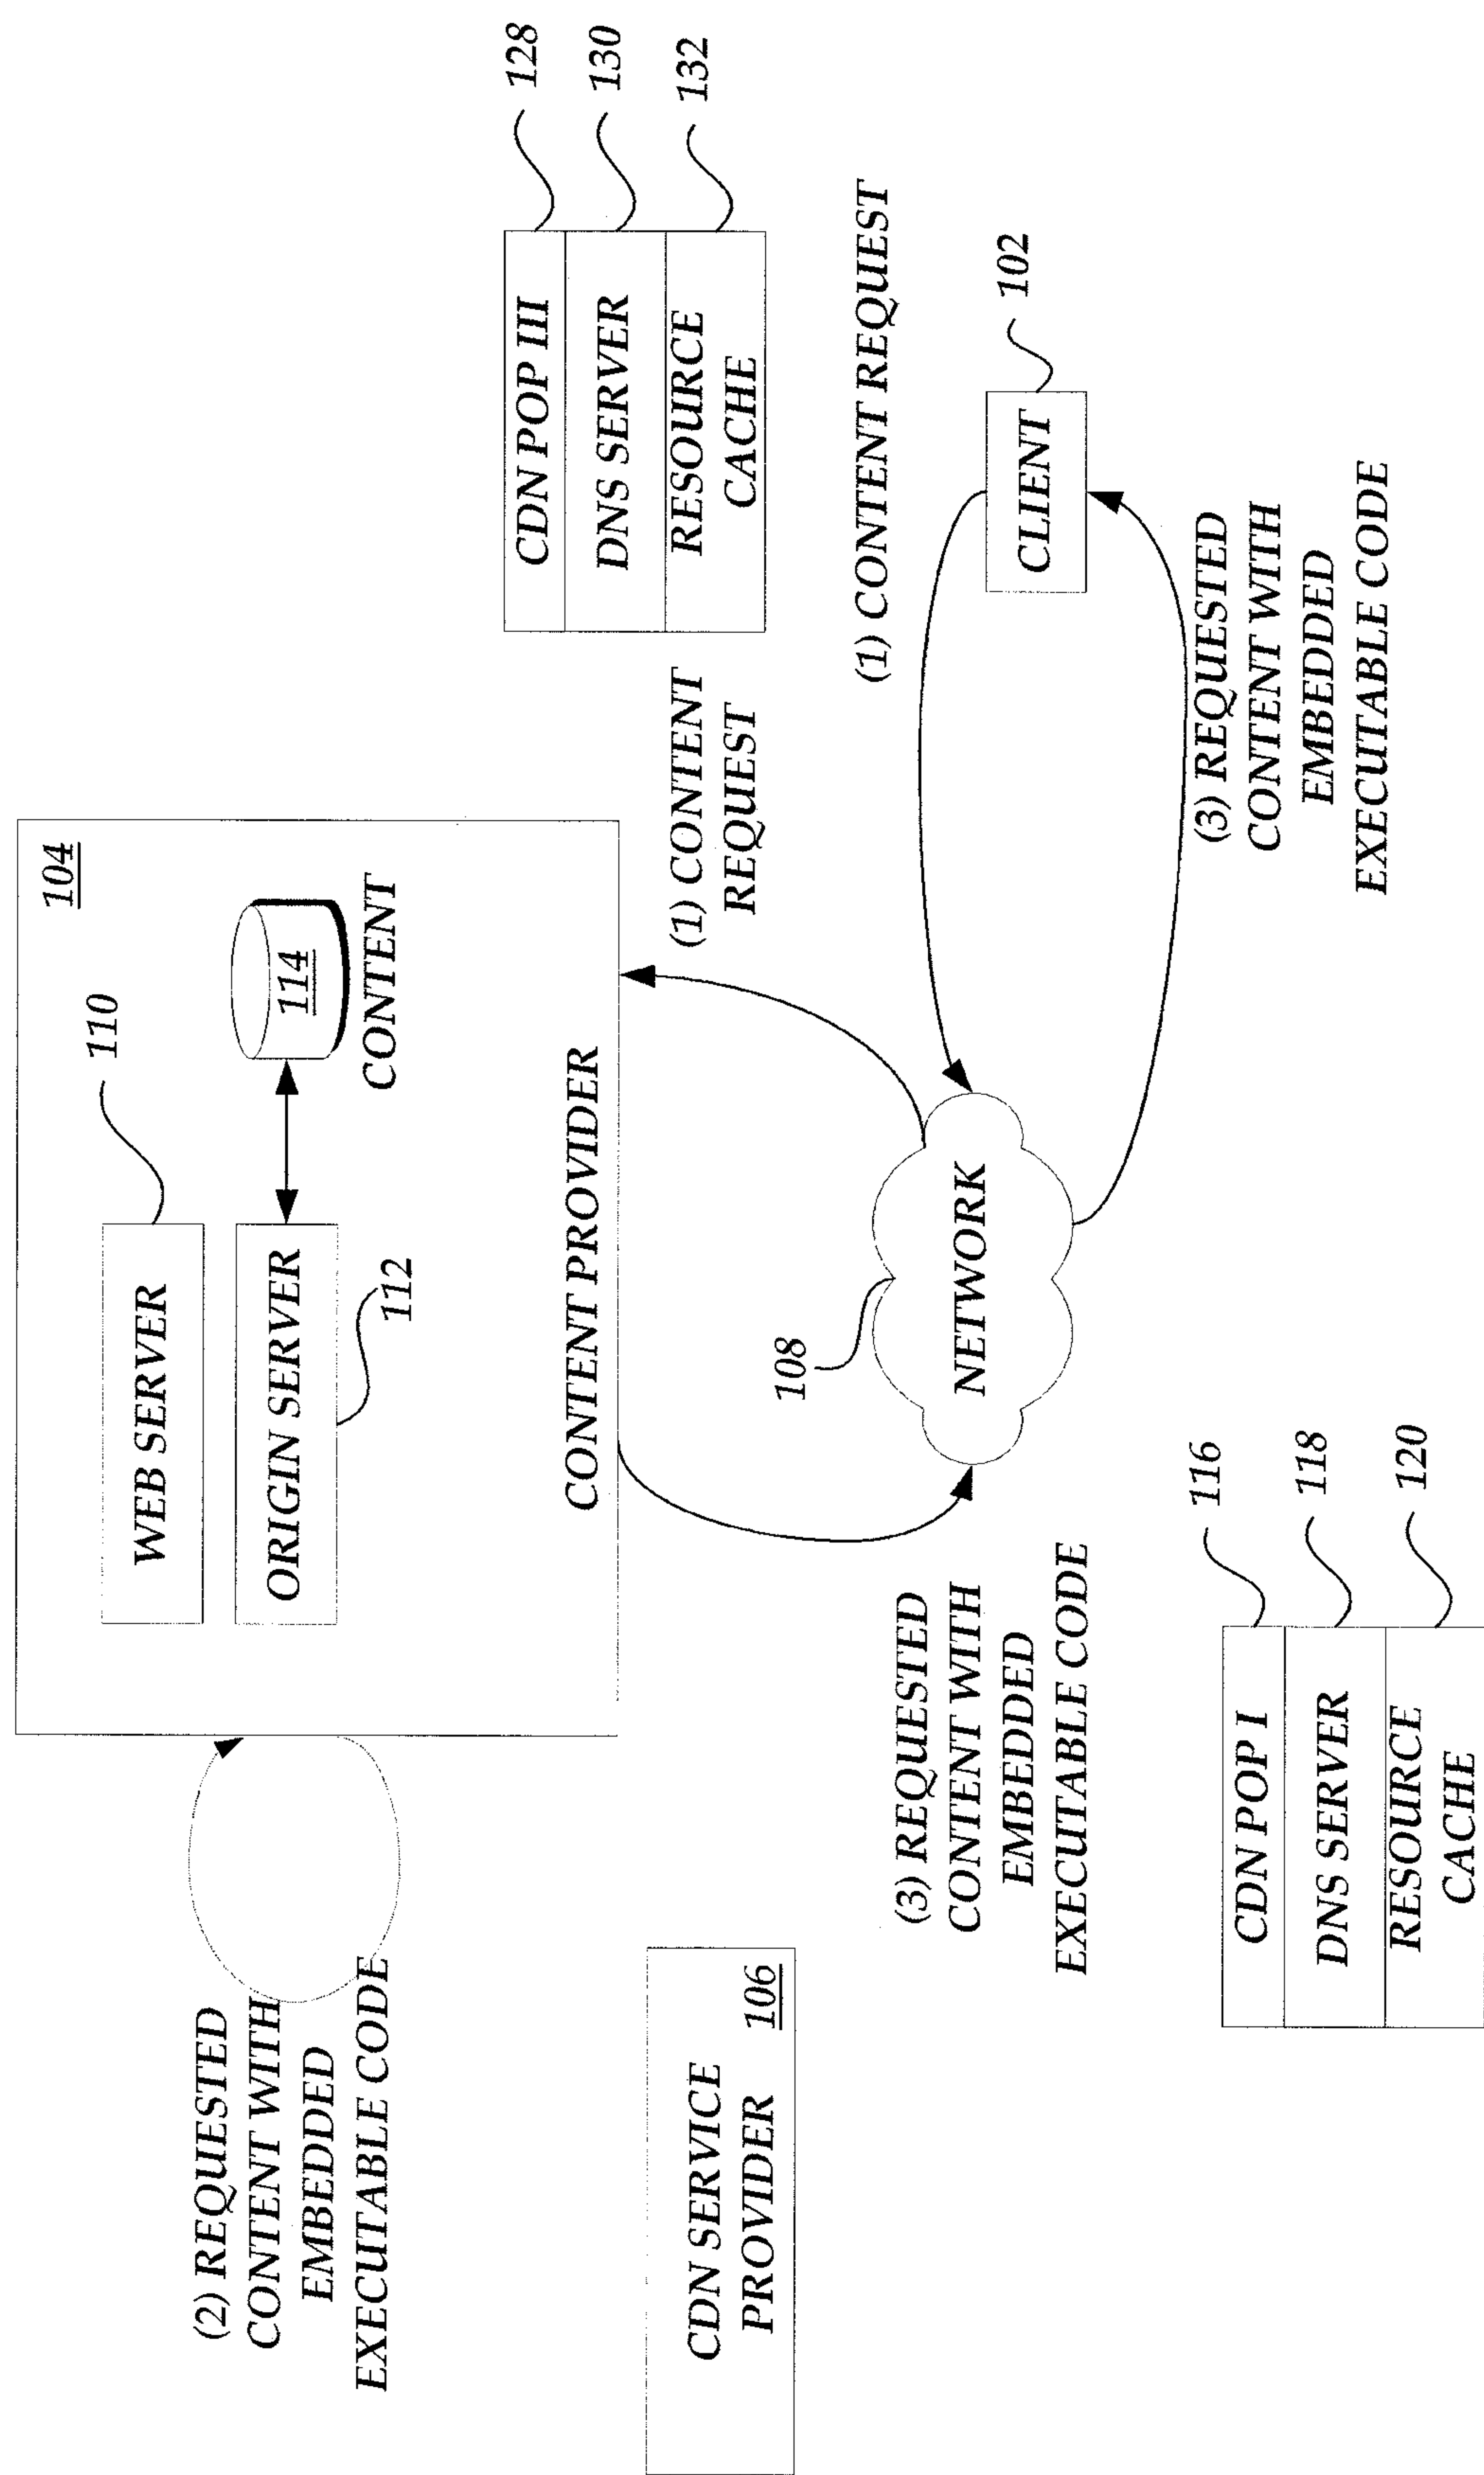 104
WEB SERVER
110
ORIGIN SERVER
112
114
CONTENT
CONTENT PROVIDER
(2) REQUESTED
CONTENT WITH
EMBEDDED
EXECUTABLE CODE
CDN SERVICE
PROVIDER
106
CDN POP III
128
DNS SERVER
130
RESOURCE
CACHE
132
(1) CONTENT
REQUEST
(1) CONTENT REQUEST
108
NETWORK
CLIENT
102
(3) REQUESTED
CONTENT WITH
EMBEDDED
EXECUTABLE CODE
(3) REQUESTED
CONTENT WITH
EMBEDDED
EXECUTABLE CODE
CDN POP I
116
DNS SERVER
118
RESOURCE
CACHE
120